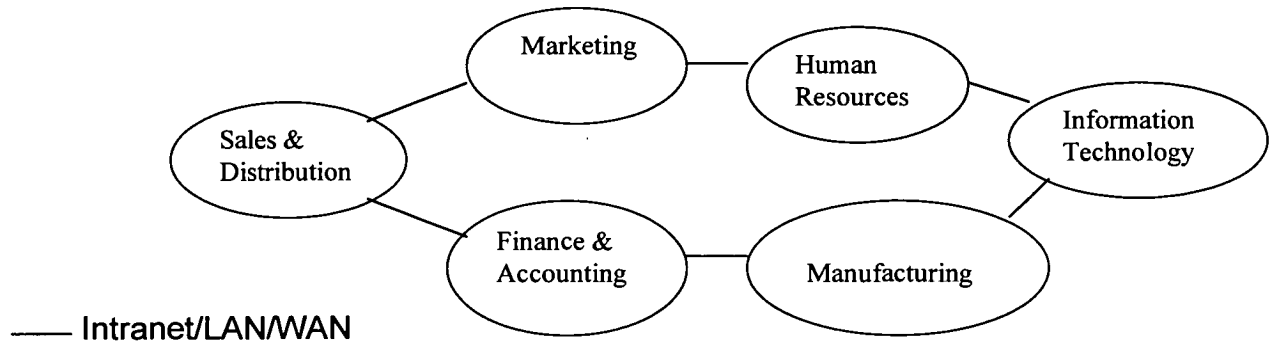 Marketing
Human
Resources
Information
Technology
Sales &
Distribution
Finance &
Accounting
Manufacturing
Intranet/LAN/WAN